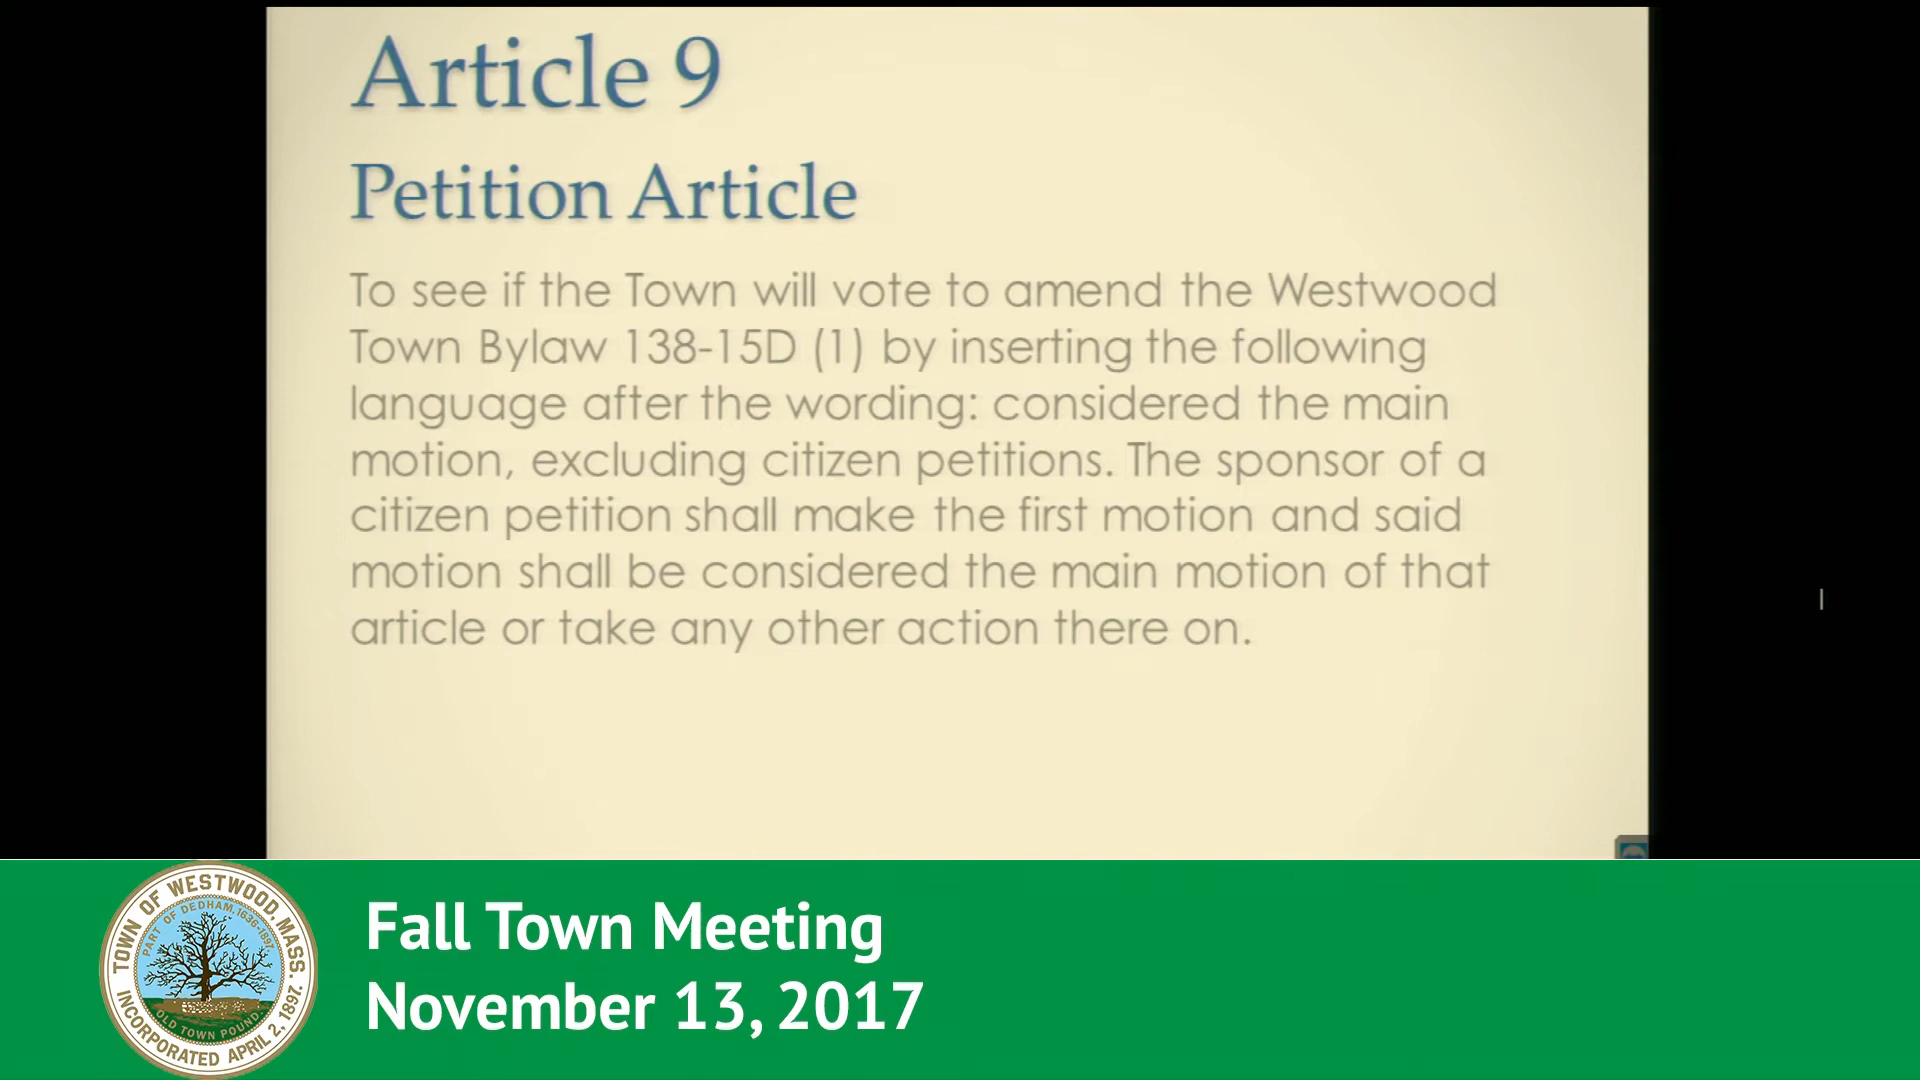 Article 9
Petition Article
To see if the Town will vote to amend the Westwood
Town Bylaw 138-15D (1) by inserting the following
language after the wording: considered the main
motion, excluding citizen petitions. The sponsor of a
citizen petition shall make the first motion and said
motion shall be considered the main motion of that
article or take any other action there on.
TOWN OF WESTWOOD, MASS.
PART OF DEDHAM, 1636-1897.
OLD TOWN POUND.
INCORPORATED APRIL 2, 1897.
Fall Town Meeting
November 13, 2017